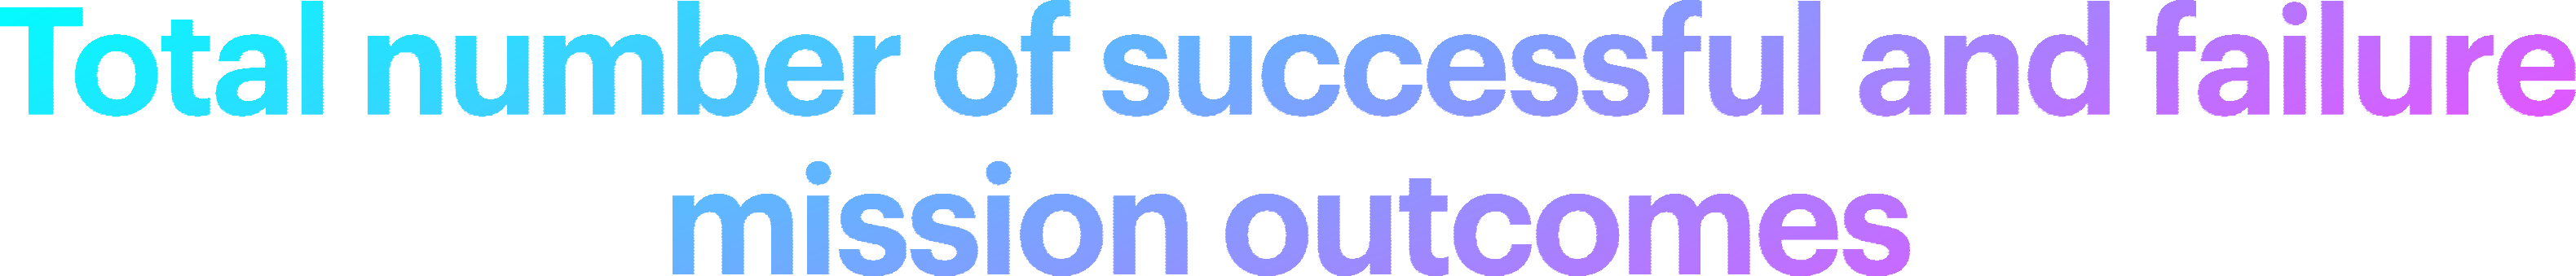 Total number of successful and failure
mission outcomes